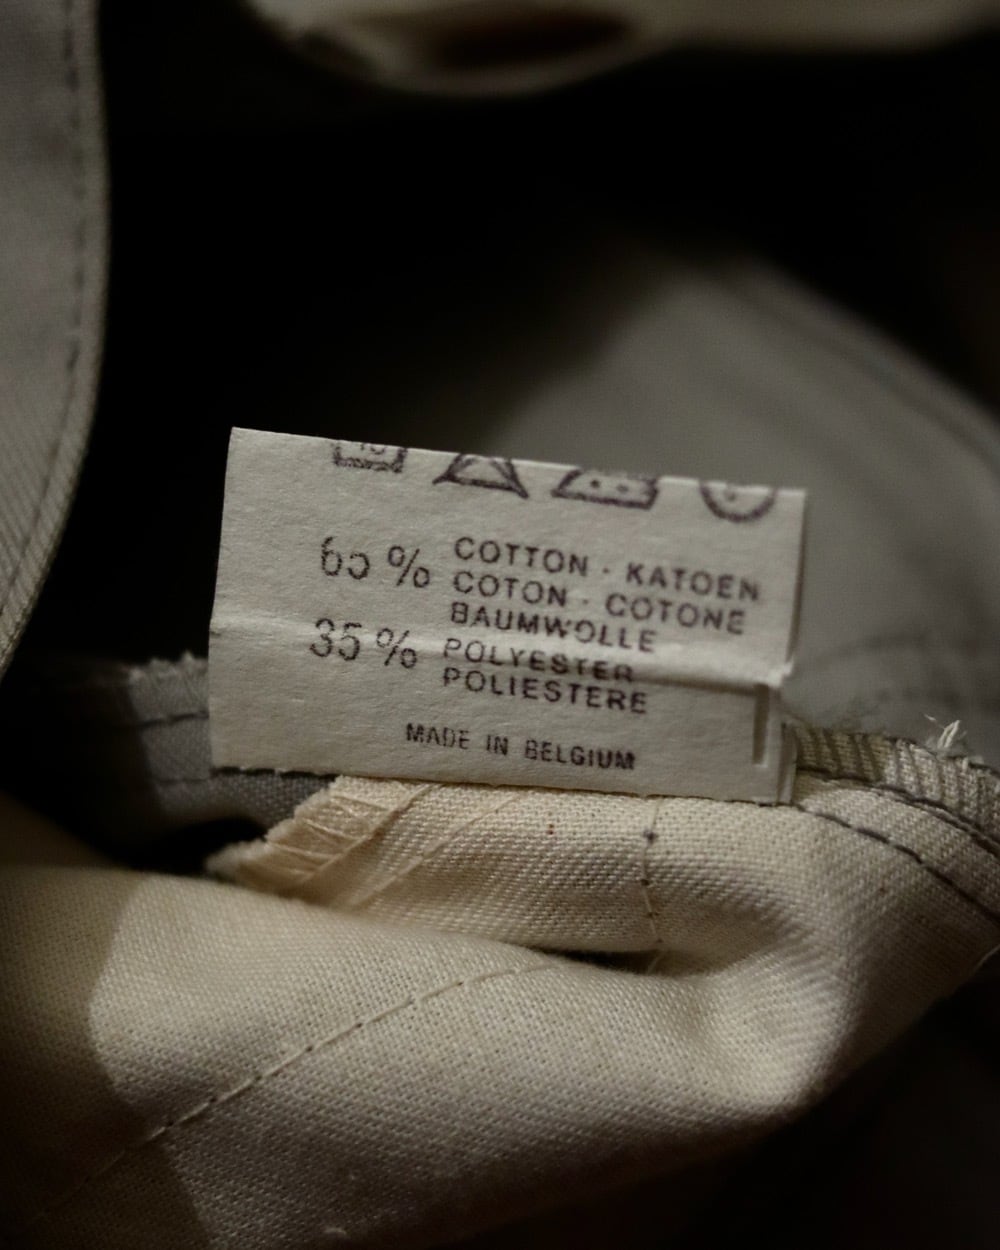 65 % COTTON · KATOEN
COTON · COTONE
BAUMWOLLE
35 % POLYESTER
POLIESTERE
MADE IN BELGIUM